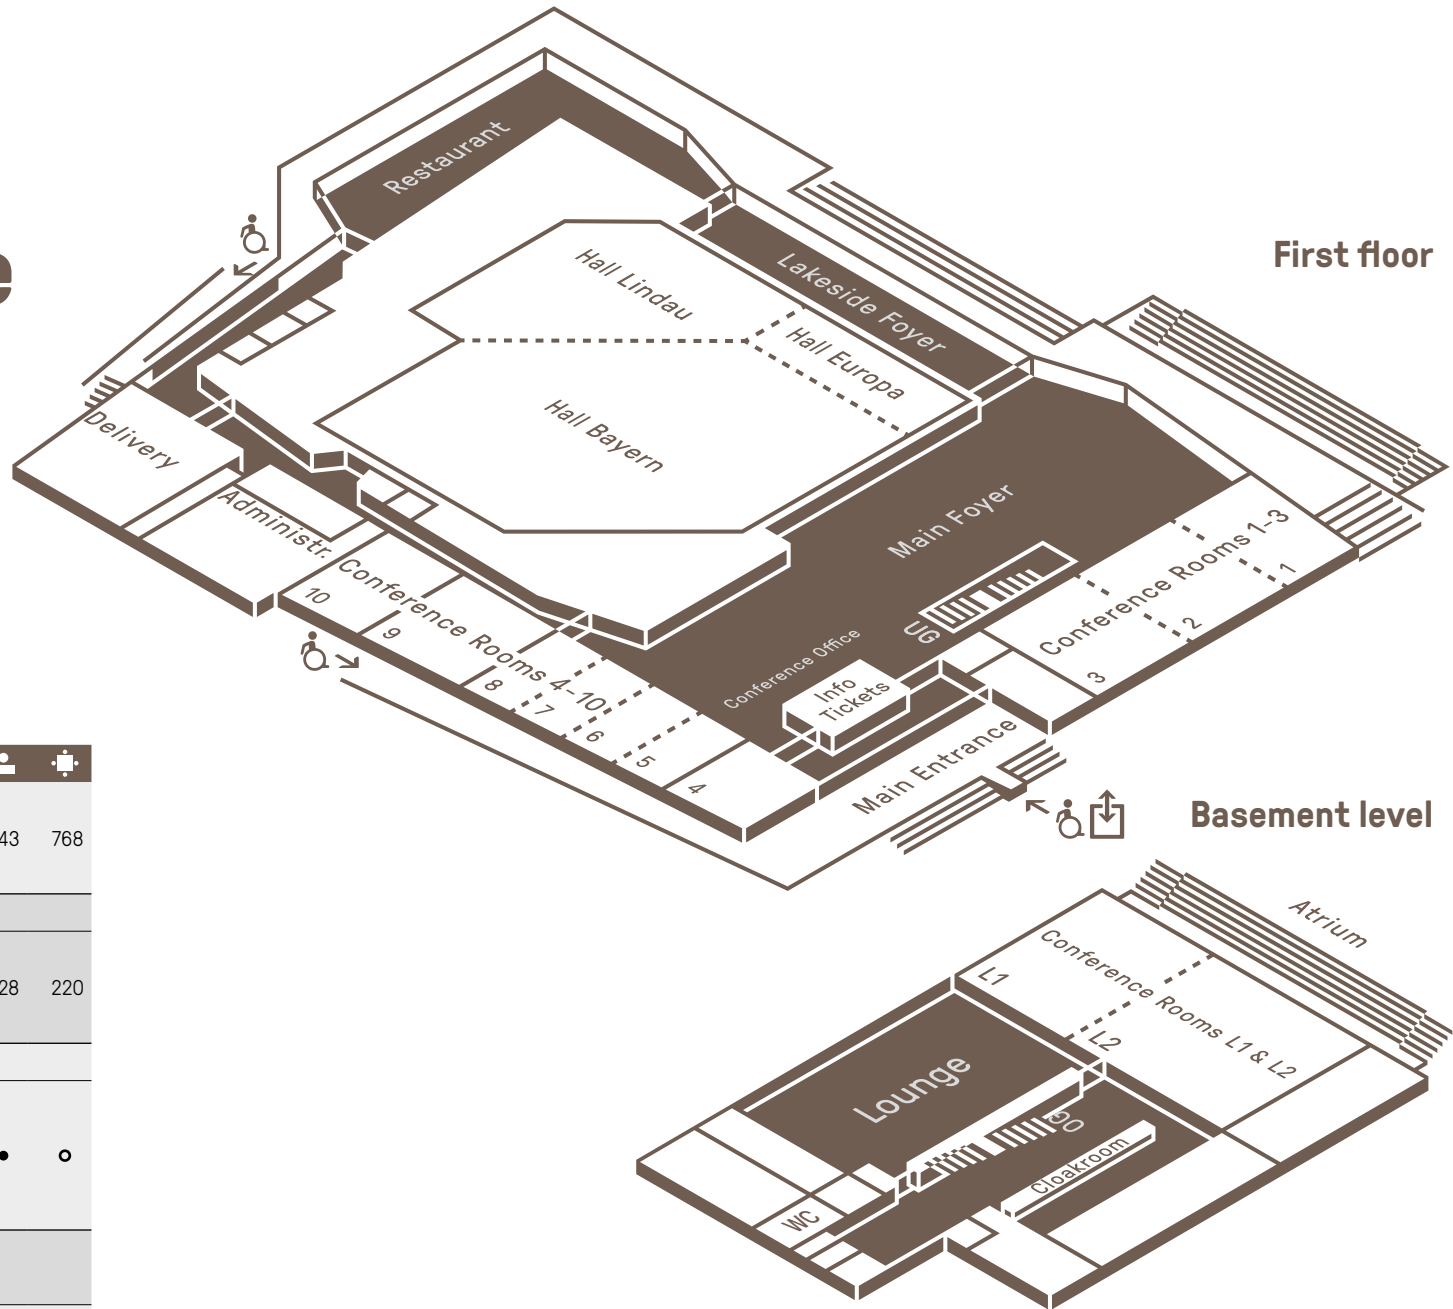 Restaurant
First floor
Lakeside Foyer
Hall Lindau
Hall Europa
Hall Bayern
Delivery
Administr.
Main Foyer
Conference Rooms 1-3
1
2
3
UG
Conference Office
Info
Tickets
Conference Rooms 4-10
10
9
8
7
6
5
4
Main Entrance
43 768
28 220
Basement level
Atrium
Conference Rooms L1 & L2
L1
L2
Lounge
OG
Cloakroom
WC